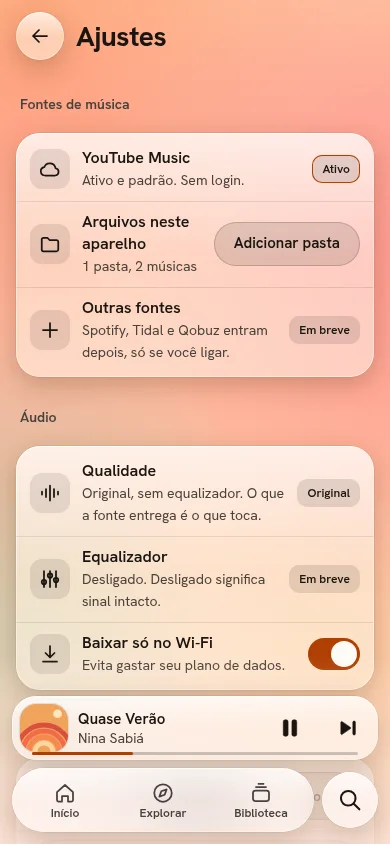 Ajustes
Fontes de música
YouTube Music
Ativo e padrão. Sem login.
Ativo
Arquivos neste
aparelho
1 pasta, 2 músicas
Adicionar pasta
Outras fontes
Spotify, Tidal e Qobuz entram
depois, só se você ligar.
Em breve
Áudio
Qualidade
Original, sem equalizador. O que
a fonte entrega é o que toca.
Original
Equalizador
Desligado. Desligado significa
sinal intacto.
Em breve
Baixar só no Wi-Fi
Evita gastar seu plano de dados.
Quase Verão
Nina Sabiá
Início
Explorar
Biblioteca